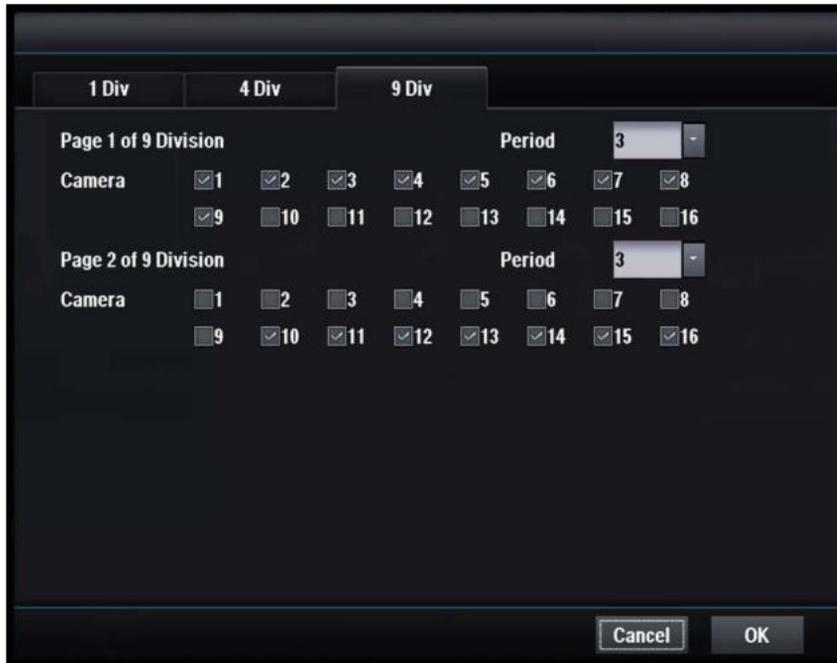 1 Div 4 Div 9 Div
Page 1 of 9 Division Period 3
Camera 1 2 3 4 5 6 7 8
9 10 11 12 13 14 15 16
Page 2 of 9 Division Period 3
Camera 1 2 3 4 5 6 7 8
9 10 11 12 13 14 15 16
Cancel OK